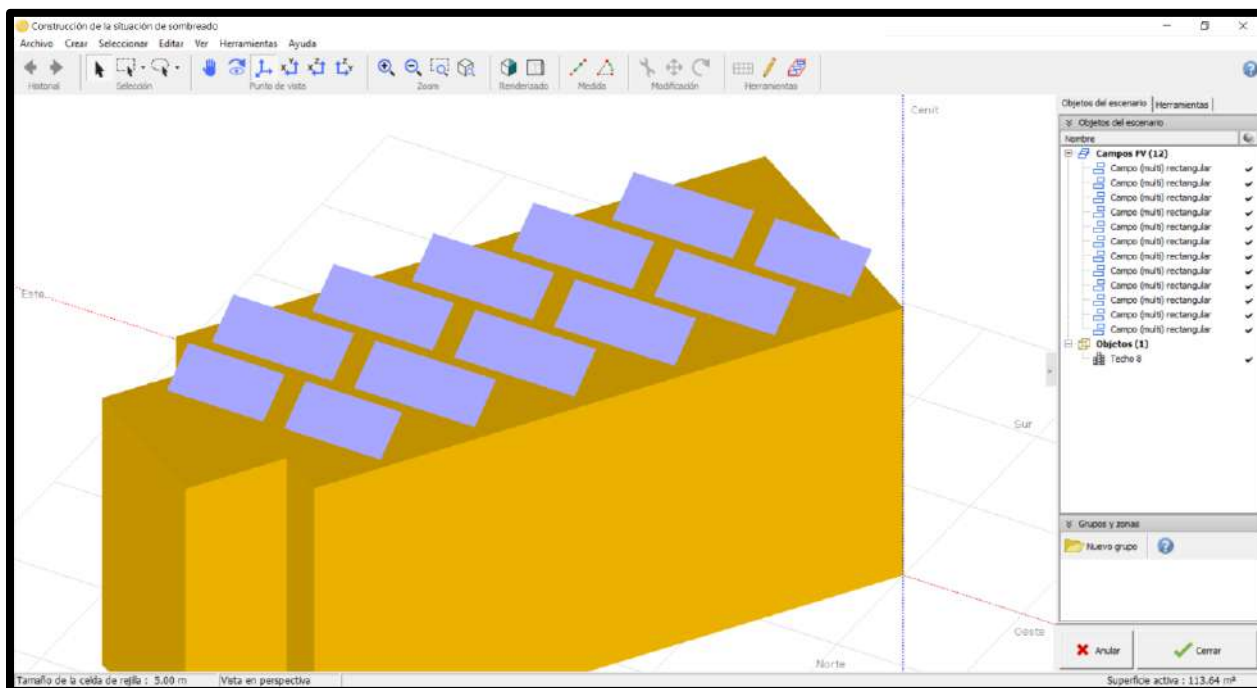 Construcción de la situación de sombreado
Archivo Crear Seleccionar Editar Ver Herramientas Ayuda
Historial Selección Punto de vista Zoom Renderizado Medida Modificación Herramientas
Objetos del escenario Herramientas
Objetos del escenario
Nombre
Campos FV (12)
Campo (multi) rectangular
Campo (multi) rectangular
Campo (multi) rectangular
Campo (multi) rectangular
Campo (multi) rectangular
Campo (multi) rectangular
Campo (multi) rectangular
Campo (multi) rectangular
Campo (multi) rectangular
Campo (multi) rectangular
Campo (multi) rectangular
Campo (multi) rectangular
Objetos (1)
Techo 8
Cenit
Este
Sur
Oeste
Norte
Grupos y zonas
Nuevo grupo
Anular Cerrar
Tamaño de la celda de rejilla : 5.00 m Vista en perspectiva Superficie activa : 113.64 m²